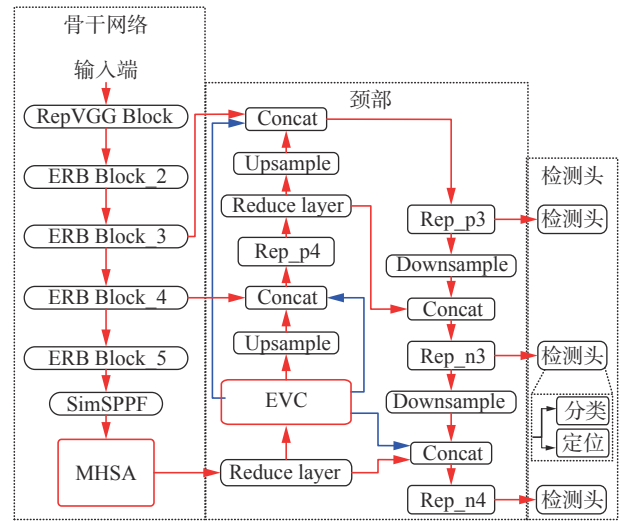 骨干网络
输入端
RepVGG Block
ERB Block_2
ERB Block_3
ERB Block_4
ERB Block_5
SimSPPF
MHSA
颈部
Concat
Upsample
Reduce layer
Rep_p4
Concat
Upsample
EVC
Reduce layer
Rep_p3
Downsample
Concat
Rep_n3
Downsample
Concat
Rep_n4
检测头
检测头
检测头
分类
定位
检测头